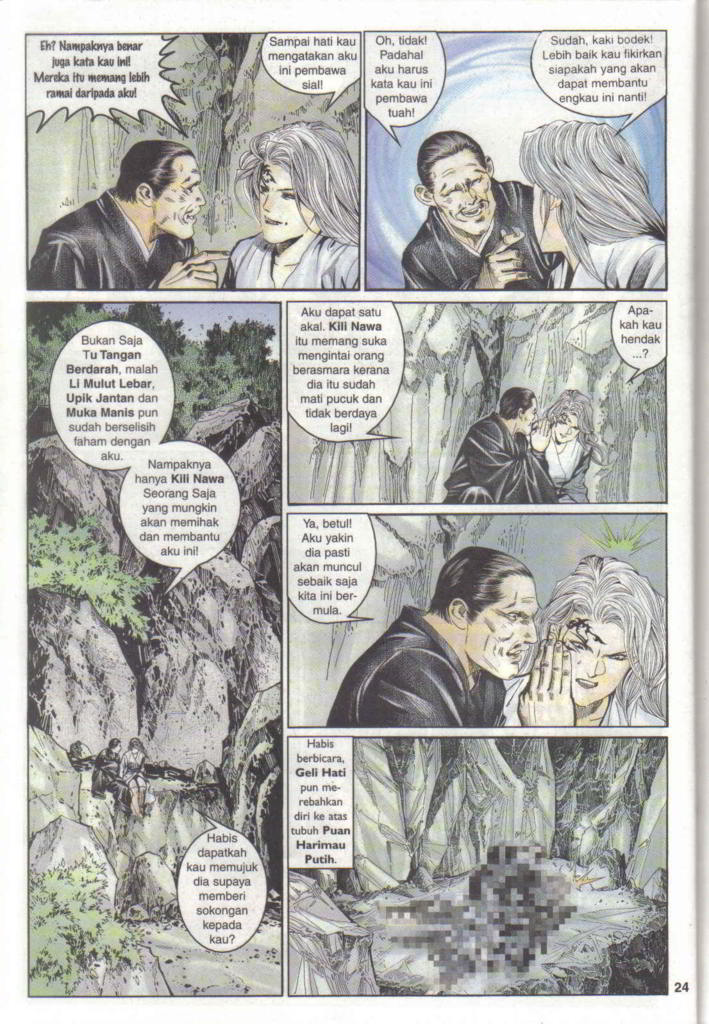 Eh? Nampaknya benar
juga kata kau ini!
Mereka itu memang lebih
ramai daripada aku!
Sampai hati kau
mengatakan aku
ini pembawa
sial!
Oh, tidak!
Padahal
aku harus
kata kau ini
pembawa
tuah!
Sudah, kaki bodek!
Lebih baik kau fikirkan
siapakah yang akan
dapat membantu
engkau ini nanti!
Bukan Saja
Tu Tangan
Berdarah, malah
Li Mulut Lebar,
Upik Jantan dan
Muka Manis pun
sudah berselisih
faham dengan
aku.
Nampaknya
hanya Kili Nawa
Seorang Saja
yang mungkin
akan memihak
dan membantu
aku ini!
Habis
dapatkah
kau memujuk
dia supaya
memberi
sokongan
kepada
kau?
Aku dapat satu
akal. Kili Nawa
itu memang suka
mengintai orang
berasmara kerana
dia itu sudah
mati pucuk dan
tidak berdaya
lagi!
Apa-
kah kau
hendak
...?
Ya, betul!
Aku yakin
dia pasti
akan muncul
sebaik saja
kita ini ber-
mula.
Habis
berbicara,
Geli Hati
pun me-
rebahkan
diri ke atas
tubuh Puan
Harimau
Putih.
24